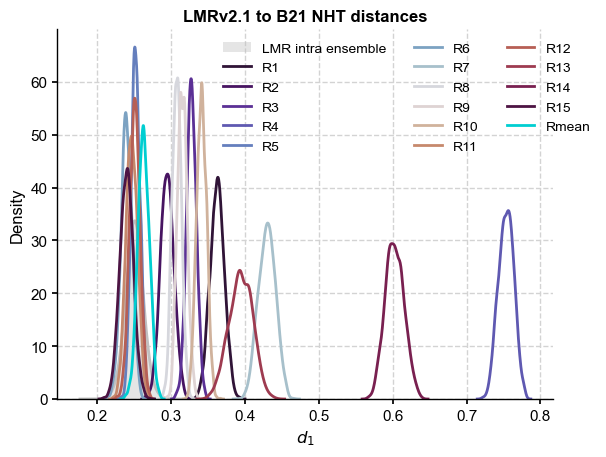 LMRv2.1 to B21 NHT distances
LMR intra ensemble
R1
R2
R3
R4
R5
R6
R7
R8
R9
R10
R11
R12
R13
R14
R15
Rmean
Density
60
50
40
30
20
10
0
0.2 0.3 0.4 0.5 0.6 0.7 0.8
d₁